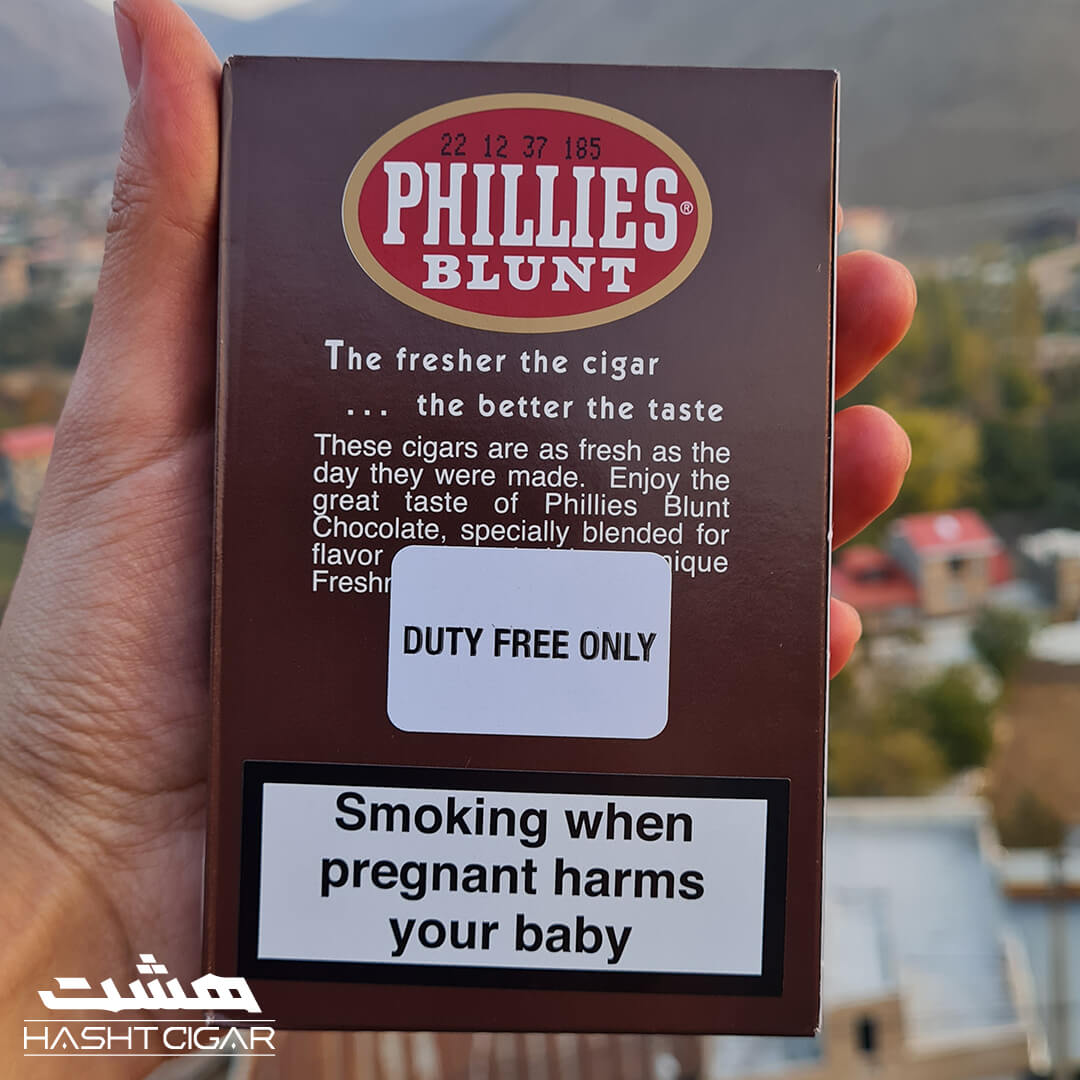 22 12 37 185
PHILLIES®
BLUNT
The fresher the cigar
... the better the taste
These cigars are as fresh as the
day they were made. Enjoy the
great taste of Phillies Blunt
Chocolate, specially blended for
flavor
DUTY FREE ONLY
Smoking when
pregnant harms
your baby
هشت
HASHT CIGAR